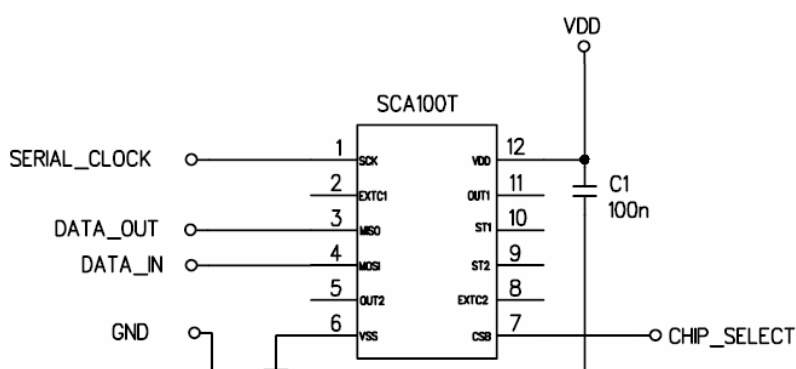 VDD
SCA100T
SERIAL_CLOCK 1 SCK VDD 12
2 EXTC1 OUT1 11
C1
100n
DATA_OUT 3 MISO ST1 10
DATA_IN 4 MOSI ST2 9
5 OUT2 EXTC2 8
GND 6 VSS CSB 7 CHIP_SELECT